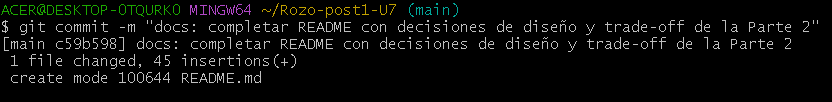 ACER@DESKTOP-OTQURK0 MINGW64 ~/Rozo-post1-U7 (main)
$ git commit -m "docs: completar README con decisiones de diseño y trade-off de la Parte 2"
[main c59b598] docs: completar README con decisiones de diseño y trade-off de la Parte 2
 1 file changed, 45 insertions(+)
 create mode 100644 README.md